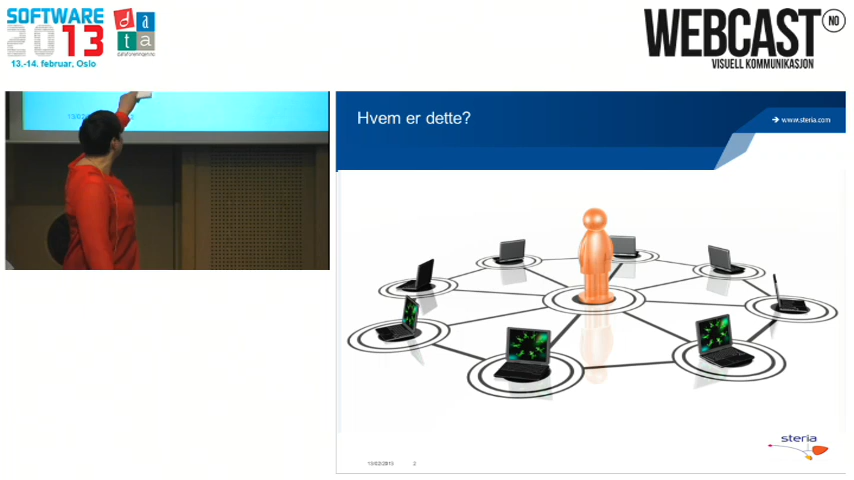 SOFTWARE
2013
13.-14. februar, Oslo
data
WEBCAST NO
VISUELL KOMMUNIKASJON
Hvem er dette?
www.steria.com
steria
13/02/2013 2